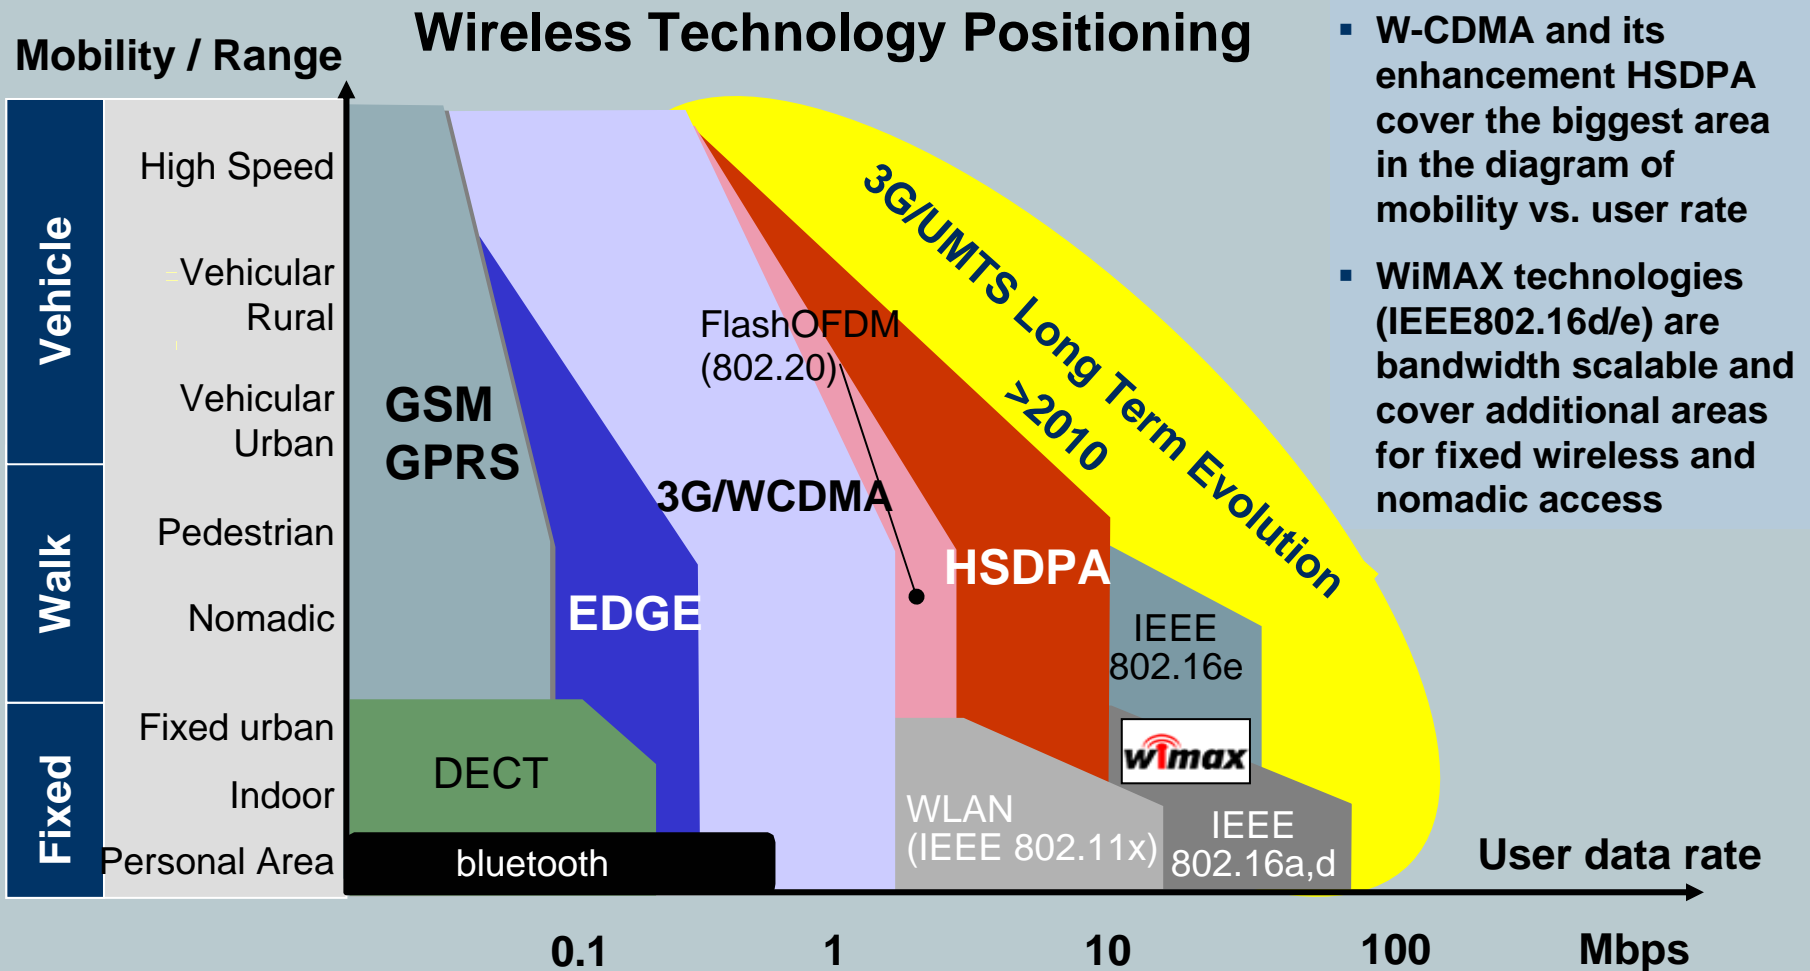 Wireless Technology Positioning
Mobility / Range
Vehicle
Walk
Fixed
High Speed
Vehicular
Rural
Vehicular
Urban
Pedestrian
Nomadic
Fixed urban
Indoor
Personal Area
GSM
GPRS
EDGE
DECT
bluetooth
3G/WCDMA
FlashOFDM
(802.20)
HSDPA
3G/UMTS Long Term Evolution
>2010
IEEE
802.16e
wimax
WLAN
(IEEE 802.11x)
IEEE
802.16a,d
User data rate
0.1
1
10
100
Mbps
▪ W-CDMA and its
enhancement HSDPA
cover the biggest area
in the diagram of
mobility vs. user rate
▪ WiMAX technologies
(IEEE802.16d/e) are
bandwidth scalable and
cover additional areas
for fixed wireless and
nomadic access